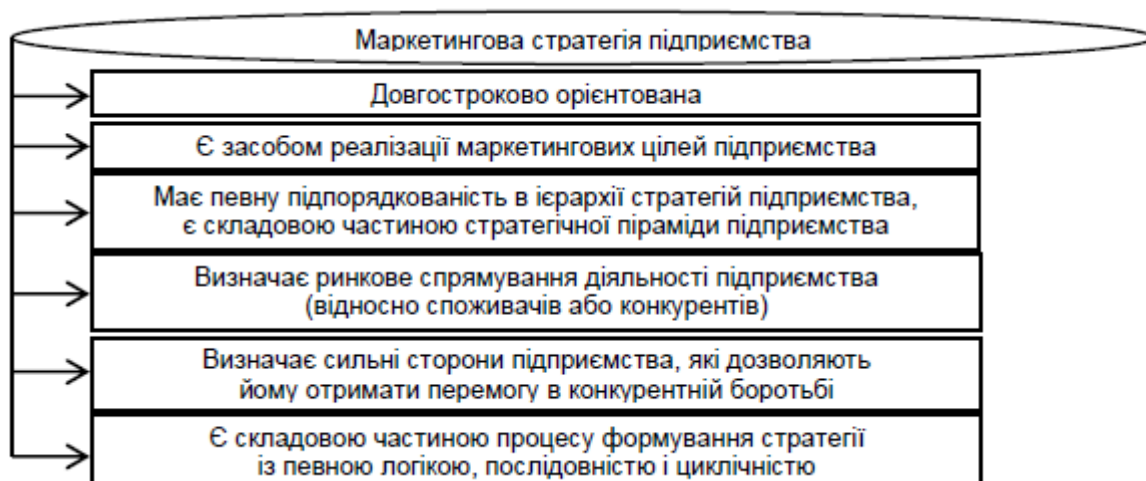 Маркетингова стратегія підприємства
Довгостроково орієнтована
Є засобом реалізації маркетингових цілей підприємства
Має певну підпорядкованість в ієрархії стратегій підприємства,
є складовою частиною стратегічної піраміди підприємства
Визначає ринкове спрямування діяльності підприємства
(відносно споживачів або конкурентів)
Визначає сильні сторони підприємства, які дозволяють
йому отримати перемогу в конкурентній боротьбі
Є складовою частиною процесу формування стратегії
із певною логікою, послідовністю і циклічністю